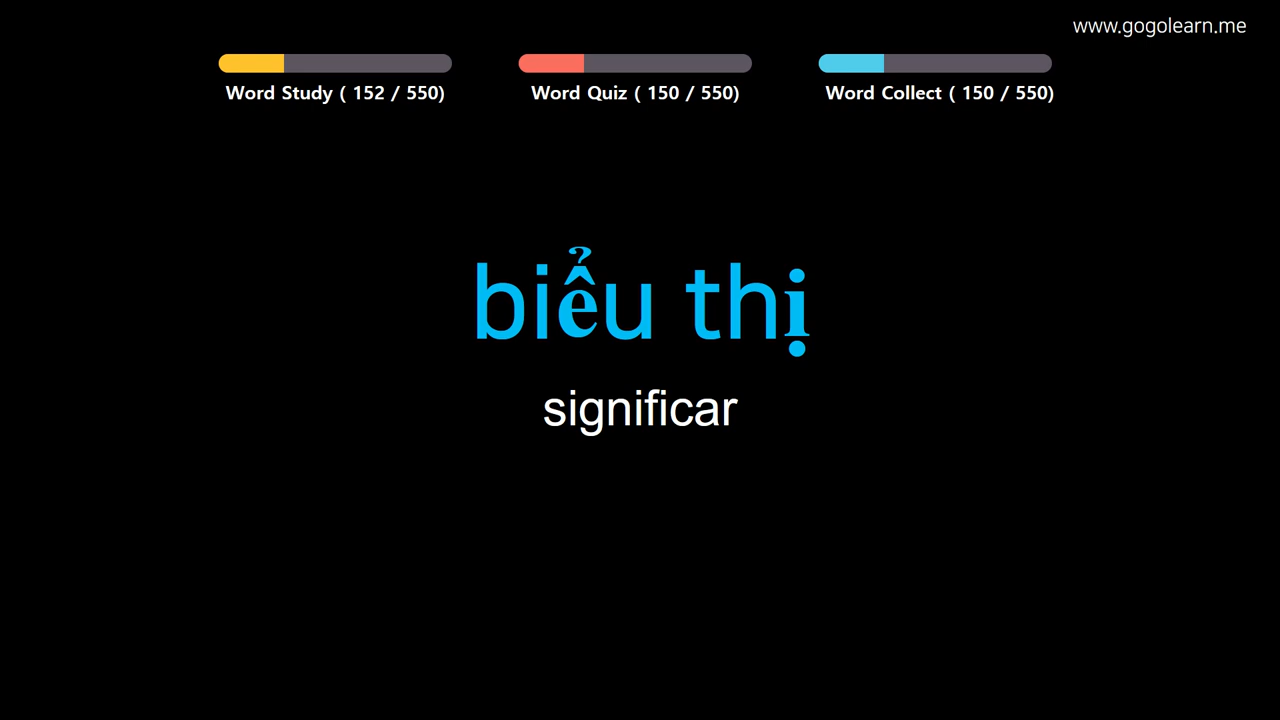 www.gogolearn.me
Word Study ( 152 / 550)
Word Quiz ( 150 / 550)
Word Collect ( 150 / 550)
biểu thị
significar